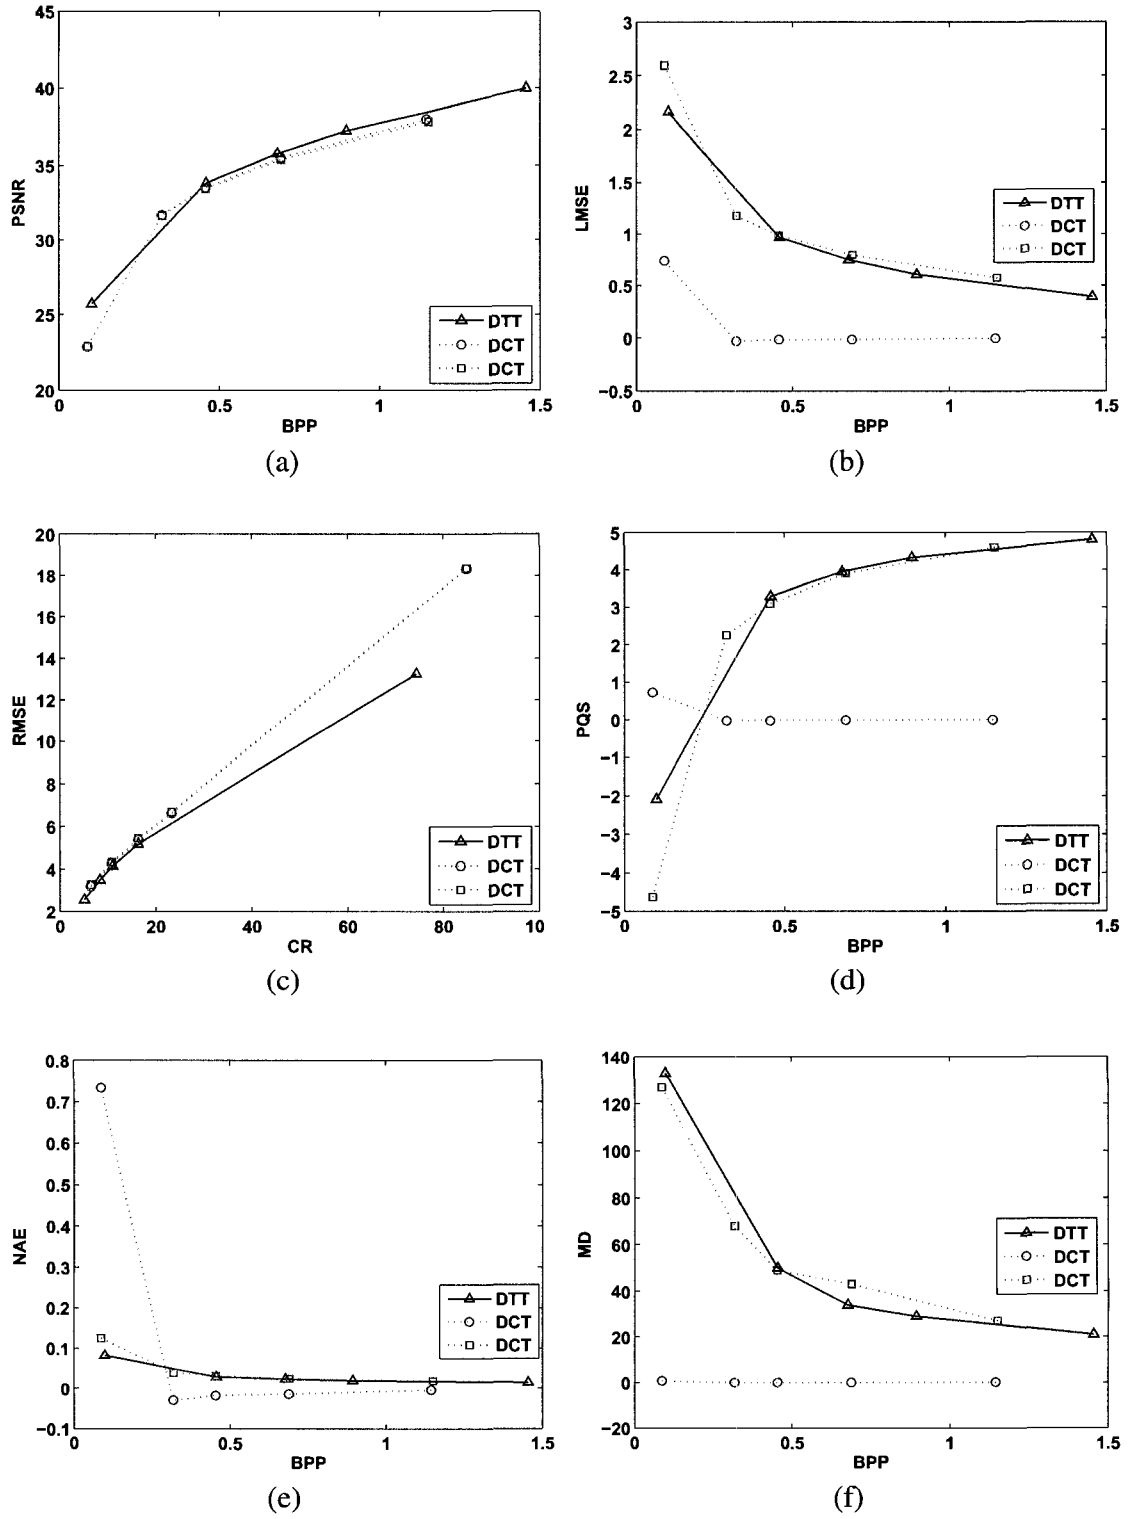 45
40
35
30
25
20
PSNR
0 0.5 1 1.5
BPP
DTT
DCT
DCT
(a)
3
2.5
2
1.5
1
0.5
0
−0.5
LMSE
0 0.5 1 1.5
BPP
DTT
DCT
DCT
(b)
20
18
16
14
12
10
8
6
4
2
RMSE
0 20 40 60 80 10
CR
DTT
DCT
DCT
(c)
5
4
3
2
1
0
−1
−2
−3
−4
−5
PQS
0 0.5 1 1.5
BPP
DTT
DCT
DCT
(d)
0.8
0.7
0.6
0.5
0.4
0.3
0.2
0.1
0
−0.1
NAE
0 0.5 1 1.5
BPP
DTT
DCT
DCT
(e)
140
120
100
80
60
40
20
0
−20
MD
0 0.5 1 1.5
BPP
DTT
DCT
DCT
(f)